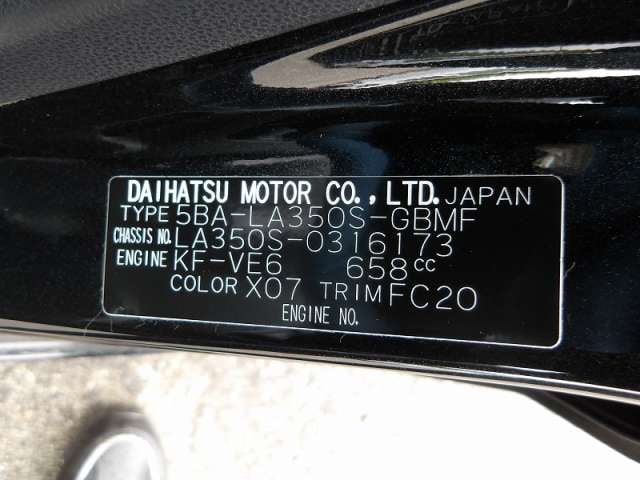 DAIHATSU MOTOR CO., LTD. JAPAN
TYPE 5BA-LA350S-GBMF
CHASSIS NO. LA350S-0316173
ENGINE KF-VE6 658cc
COLOR X07 TRIM FC20
ENGINE NO.